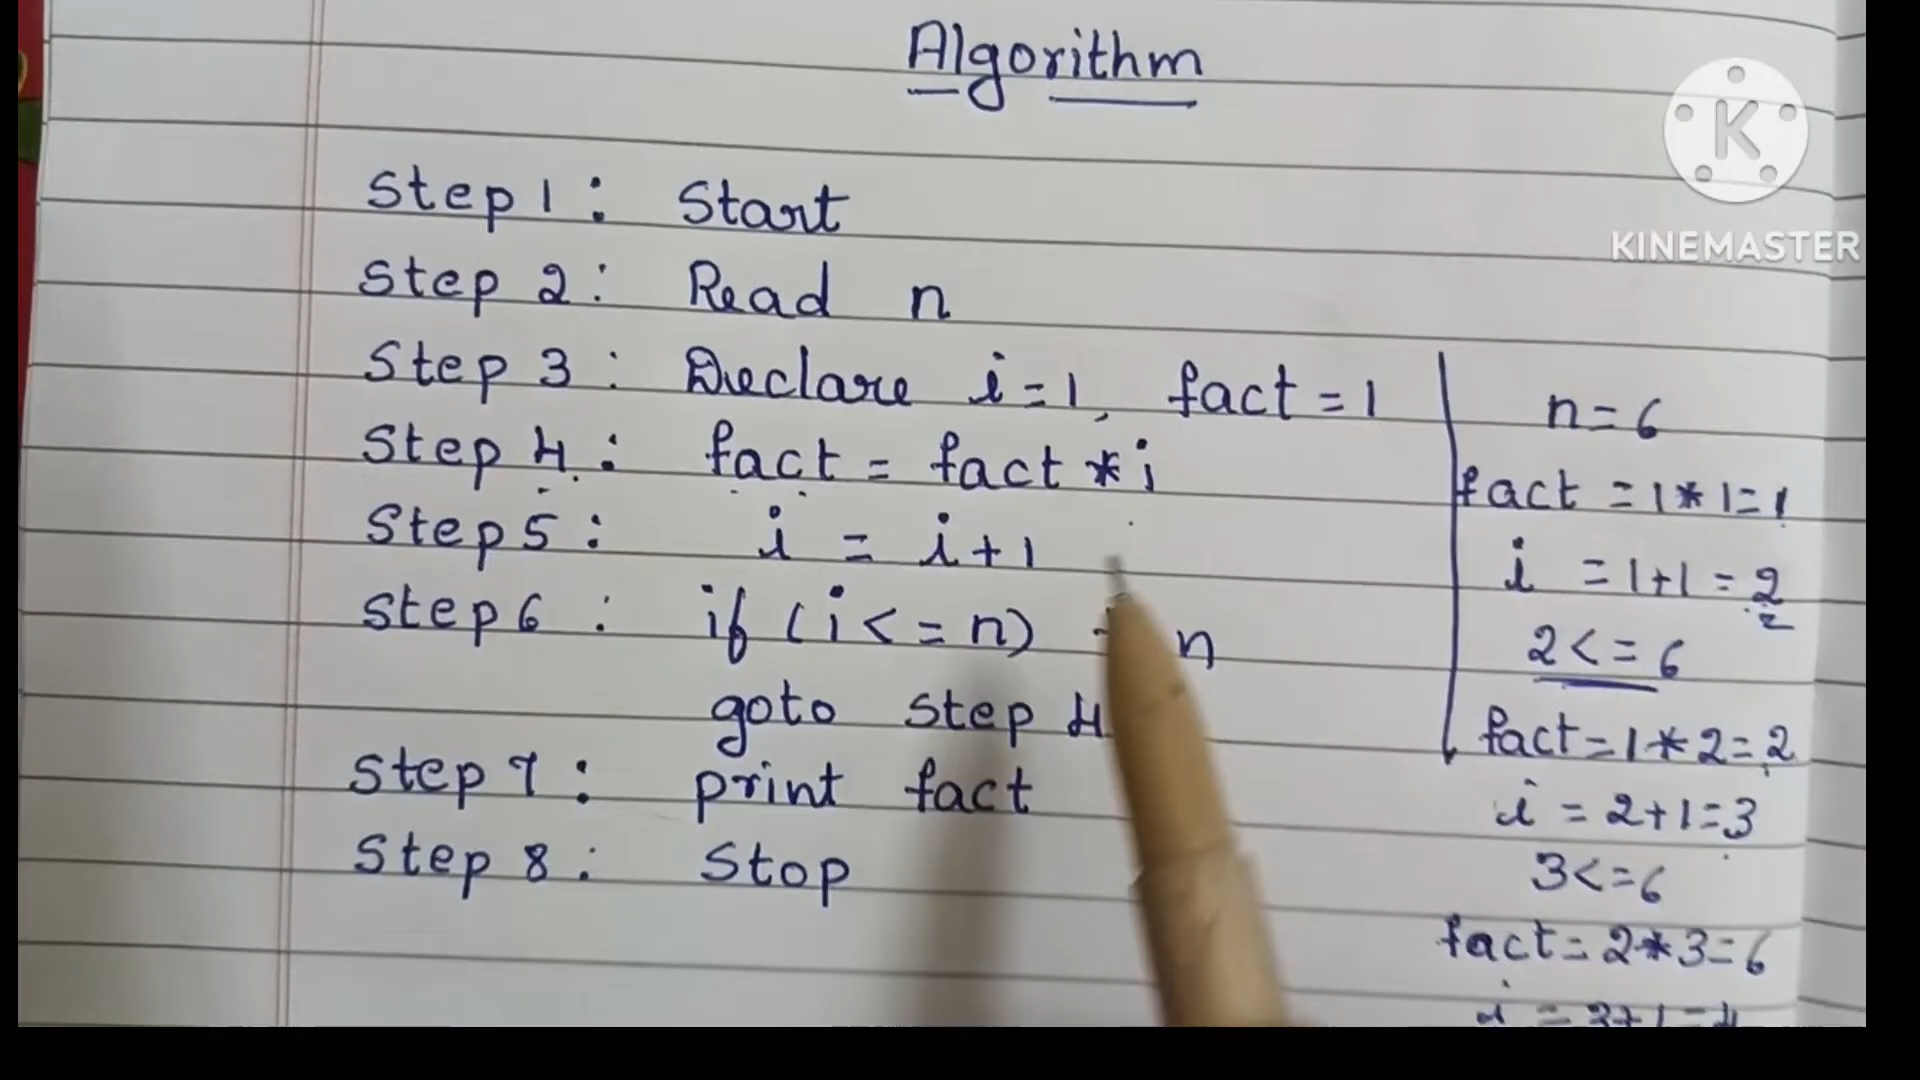 Algorithm
K
KINEMASTER
Step 1 : Start
Step 2 : Read n
Step 3 : Declare i=1, fact=1
Step 4 : fact = fact * i
Step 5 : i = i+1
Step 6 : if (i<=n) n
goto step 4
Step 7 : print fact
Step 8 : Stop
n=6
fact = 1*1=1
i = 1+1=2
2<=6
fact=1*2=2
i = 2+1=3
3<=6
fact=2*3=6
i = 3+1=4